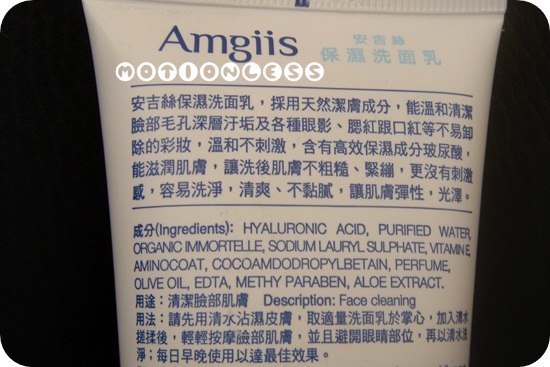 Amgiis
安吉絲
保濕洗面乳
MOTIONLESS
安吉絲保濕洗面乳，採用天然潔膚成分，能溫和清潔
臉部毛孔深層汙垢及各種眼影、腮紅跟口紅等不易卸
除的彩妝，溫和不刺激，含有高效保濕成分玻尿酸，
能滋潤肌膚，讓洗後肌膚不粗糙、緊繃，更沒有刺激
感，容易洗淨，清爽、不黏膩，讓肌膚彈性，光澤。
成分(Ingredients): HYALURONIC ACID, PURIFIED WATER,
ORGANIC IMMORTELLE, SODIUM LAURYL SULPHATE, VITAMIN E,
AMINOCOAT, COCOAMDODROPYLBETAIN, PERFUME,
OLIVE OIL, EDTA, METHY PARABEN, ALOE EXTRACT.
用途：清潔臉部肌膚 Description: Face cleaning
用法：請先用清水沾濕皮膚，取適量洗面乳於掌心，加入清水
搓揉後，輕輕按摩臉部肌膚，並且避開眼睛部位，再以清水洗
淨；每日早晚使用以達最佳效果。